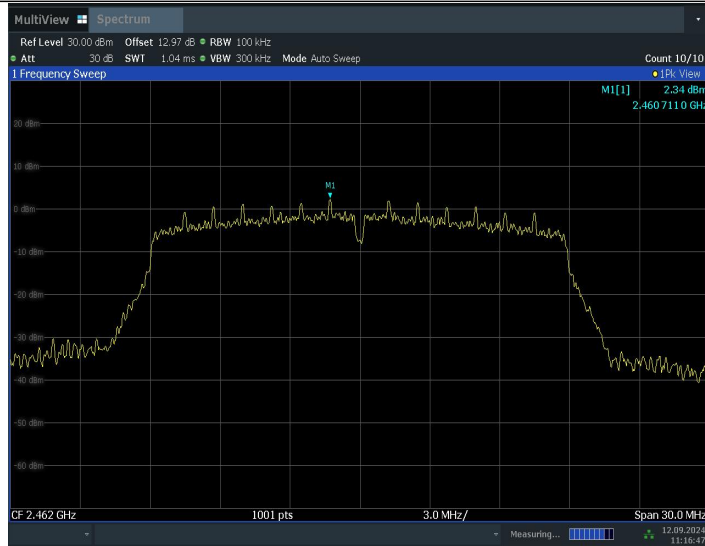 MultiView Spectrum
Ref Level 30.00 dBm Offset 12.97 dB RBW 100 kHz
Att 30 dB SWT 1.04 ms VBW 300 kHz Mode Auto Sweep Count 10/10
1 Frequency Sweep 1Pk View
M1[1] 2.34 dBm
2.460 711 0 GHz
20 dBm
10 dBm
M1
0 dBm
-10 dBm
-20 dBm
-30 dBm
-40 dBm
-50 dBm
-60 dBm
CF 2.462 GHz 1001 pts 3.0 MHz/ Span 30.0 MHz
Measuring... 12.09.2024
11:16:47